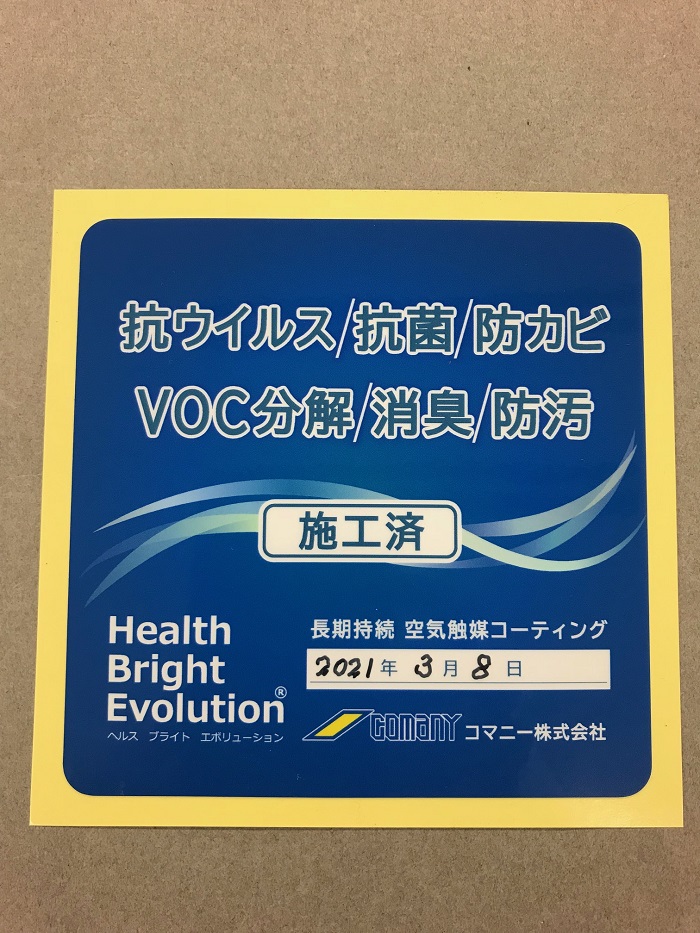 抗ウイルス/抗菌/防カビ
VOC分解/消臭/防汚
施工済
Health
Bright
Evolution®
ヘルス ブライト エボリューション
長期持続 空気触媒コーティング
2021年 3月 8日
comany コマニー株式会社